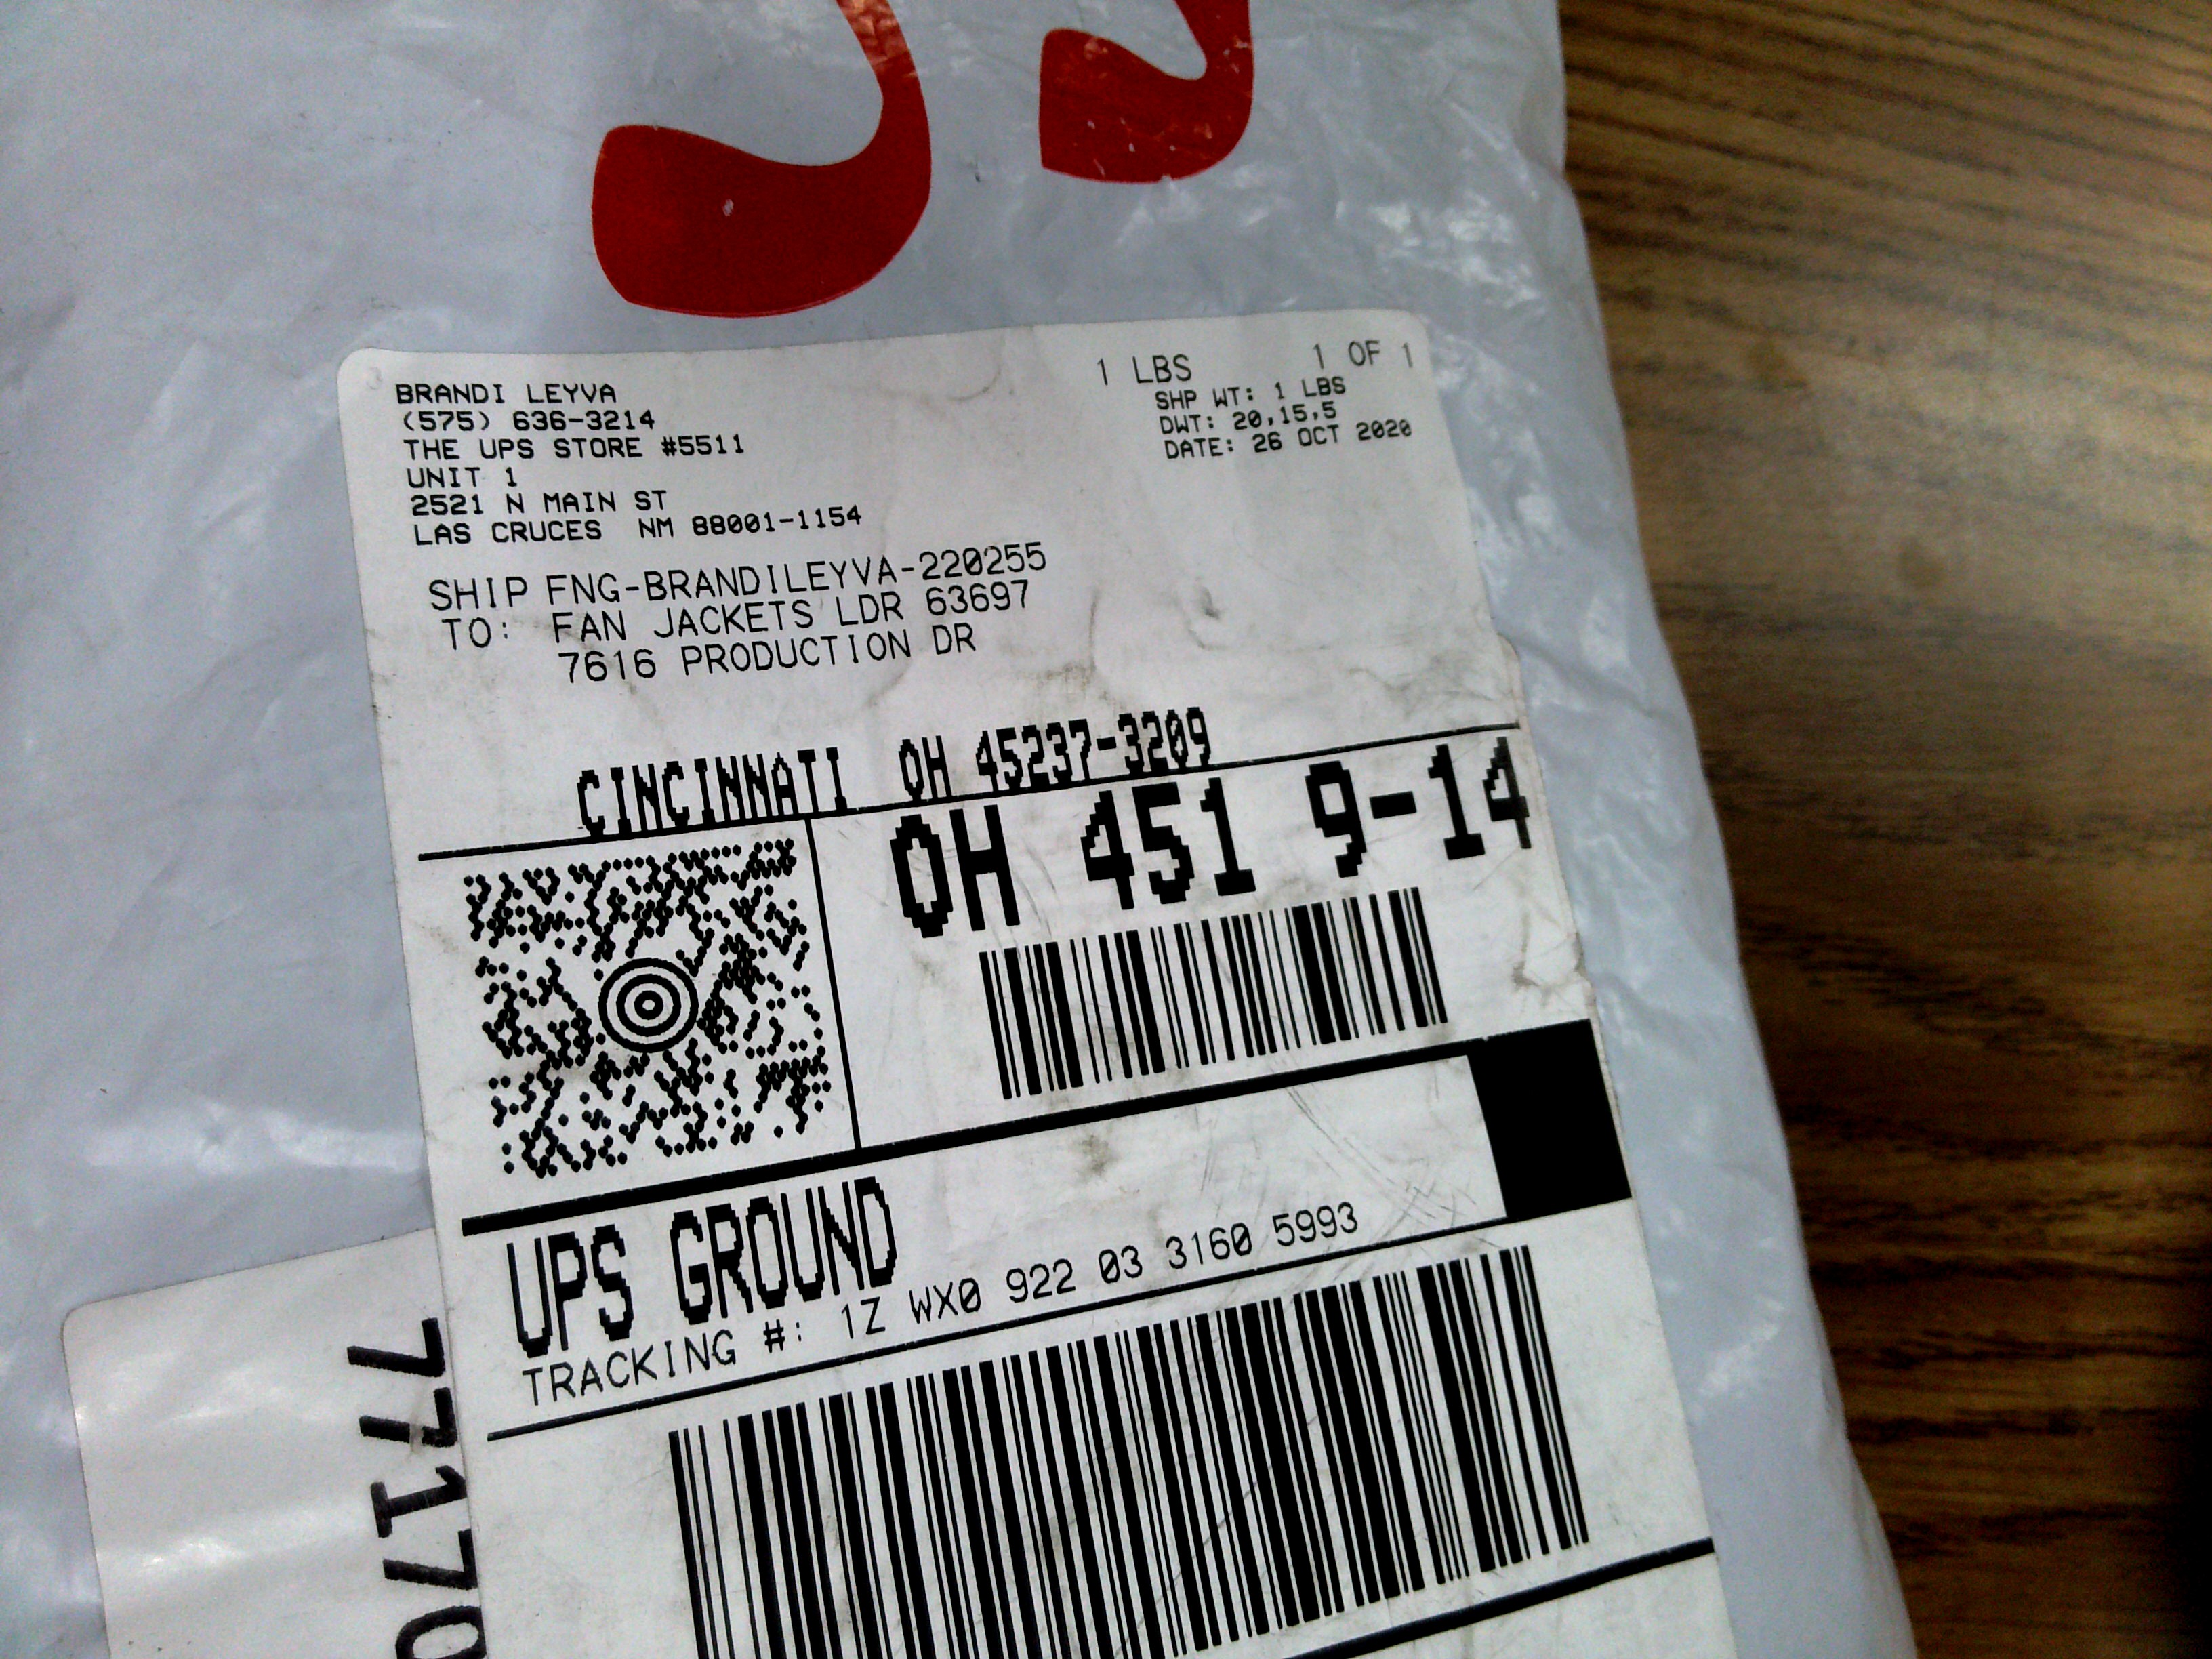 BRANDI LEYVA
(575) 636-3214
THE UPS STORE #5511
UNIT 1
2521 N MAIN ST
LAS CRUCES NM 88001-1154
1 LBS 1 OF 1
SHP WT: 1 LBS
DWT: 20,15,5
DATE: 26 OCT 2020
SHIP FNG-BRANDILEYVA-220255
TO: FAN JACKETS LDR 63697
7616 PRODUCTION DR
CINCINNATI OH 45237-3209
OH 451 9-14
UPS GROUND
TRACKING #: 1Z WX0 922 03 3160 5993
77170